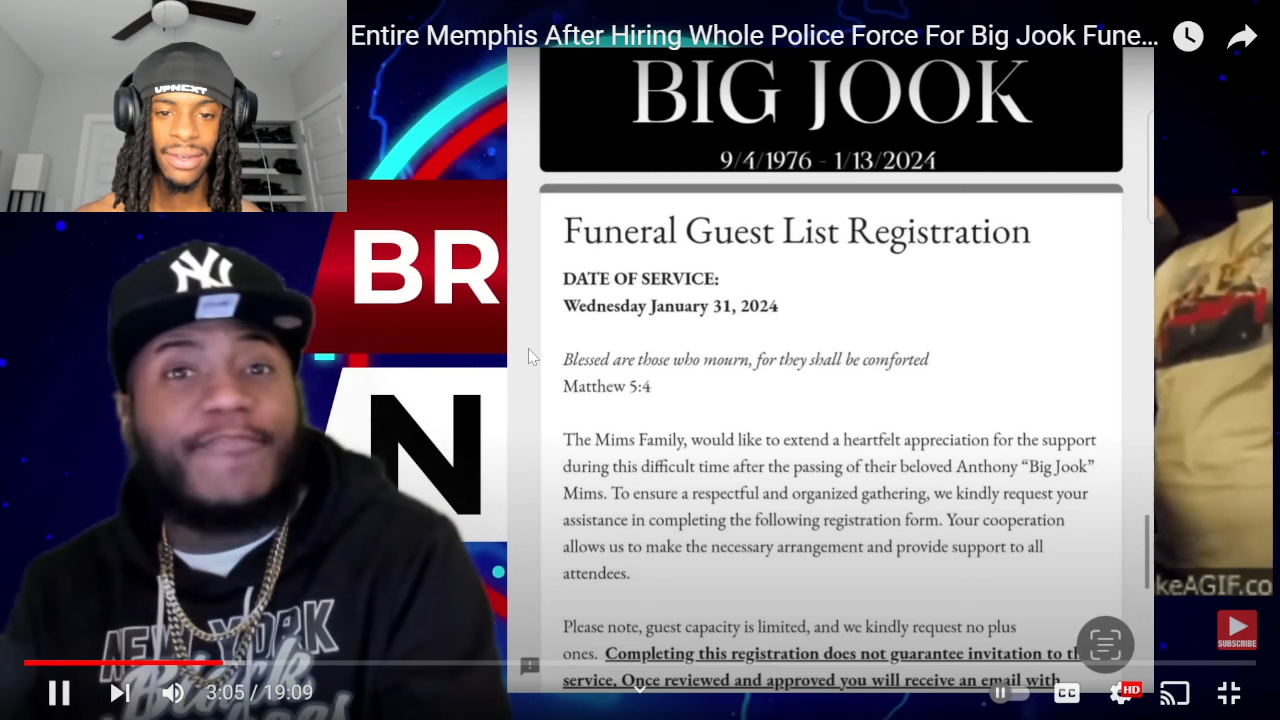 Entire Memphis After Hiring Whole Police Force For Big Jook Fune...
UPNEXT
BIG JOOK
9/4/1976 - 1/13/2024
Funeral Guest List Registration
DATE OF SERVICE:
Wednesday January 31, 2024
Blessed are those who mourn, for they shall be comforted
Matthew 5:4
The Mims Family, would like to extend a heartfelt appreciation for the support
during this difficult time after the passing of their beloved Anthony “Big Jook”
Mims. To ensure a respectful and organized gathering, we kindly request your
assistance in completing the following registration form. Your cooperation
allows us to make the necessary arrangement and provide support to all
attendees.
Please note, guest capacity is limited, and we kindly request no plus
ones. Completing this registration does not guarantee invitation to th
service. Once reviewed and approved you will receive an email with
BR
N
NY
NEW YORK
keAGIF.co
SUBSCRIBE
3:05 / 19:09
CC
HD